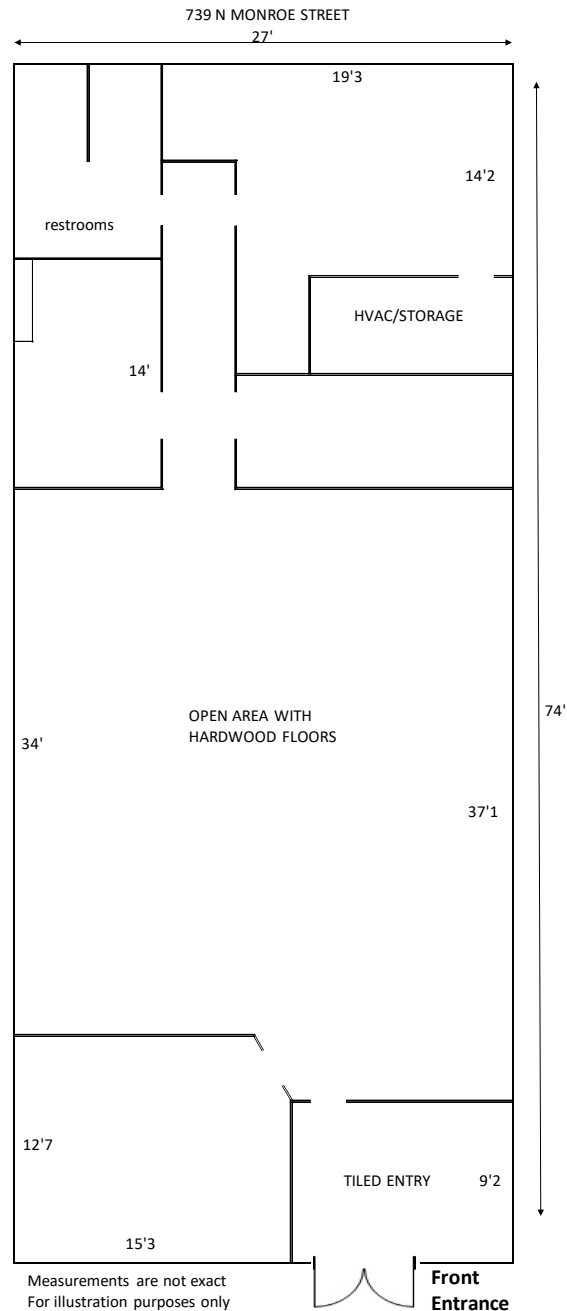 739 N MONROE STREET
27'
19'3
14'2
restrooms
HVAC/STORAGE
14'
OPEN AREA WITH
HARDWOOD FLOORS
74'
34'
37'1
12'7
TILED ENTRY
9'2
15'3
Measurements are not exact
For illustration purposes only
Front
Entrance